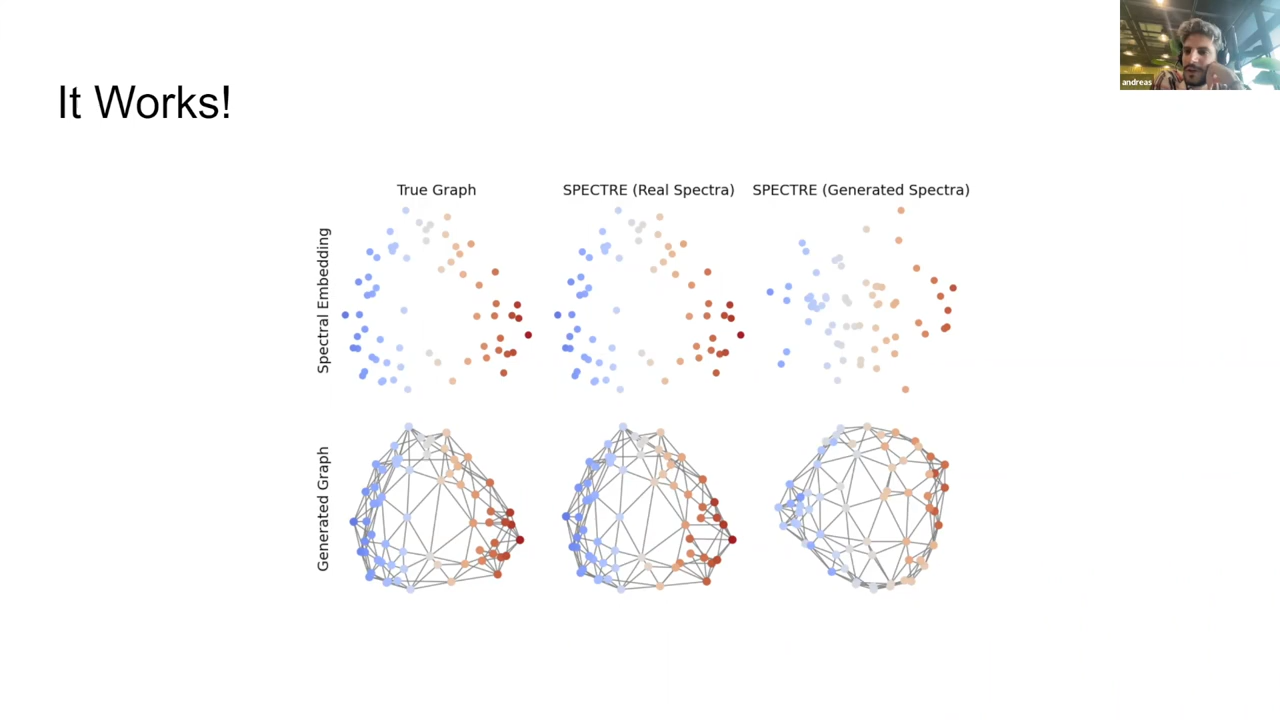 andreas
It Works!
True Graph
SPECTRE (Real Spectra)
SPECTRE (Generated Spectra)
Spectral Embedding
Generated Graph